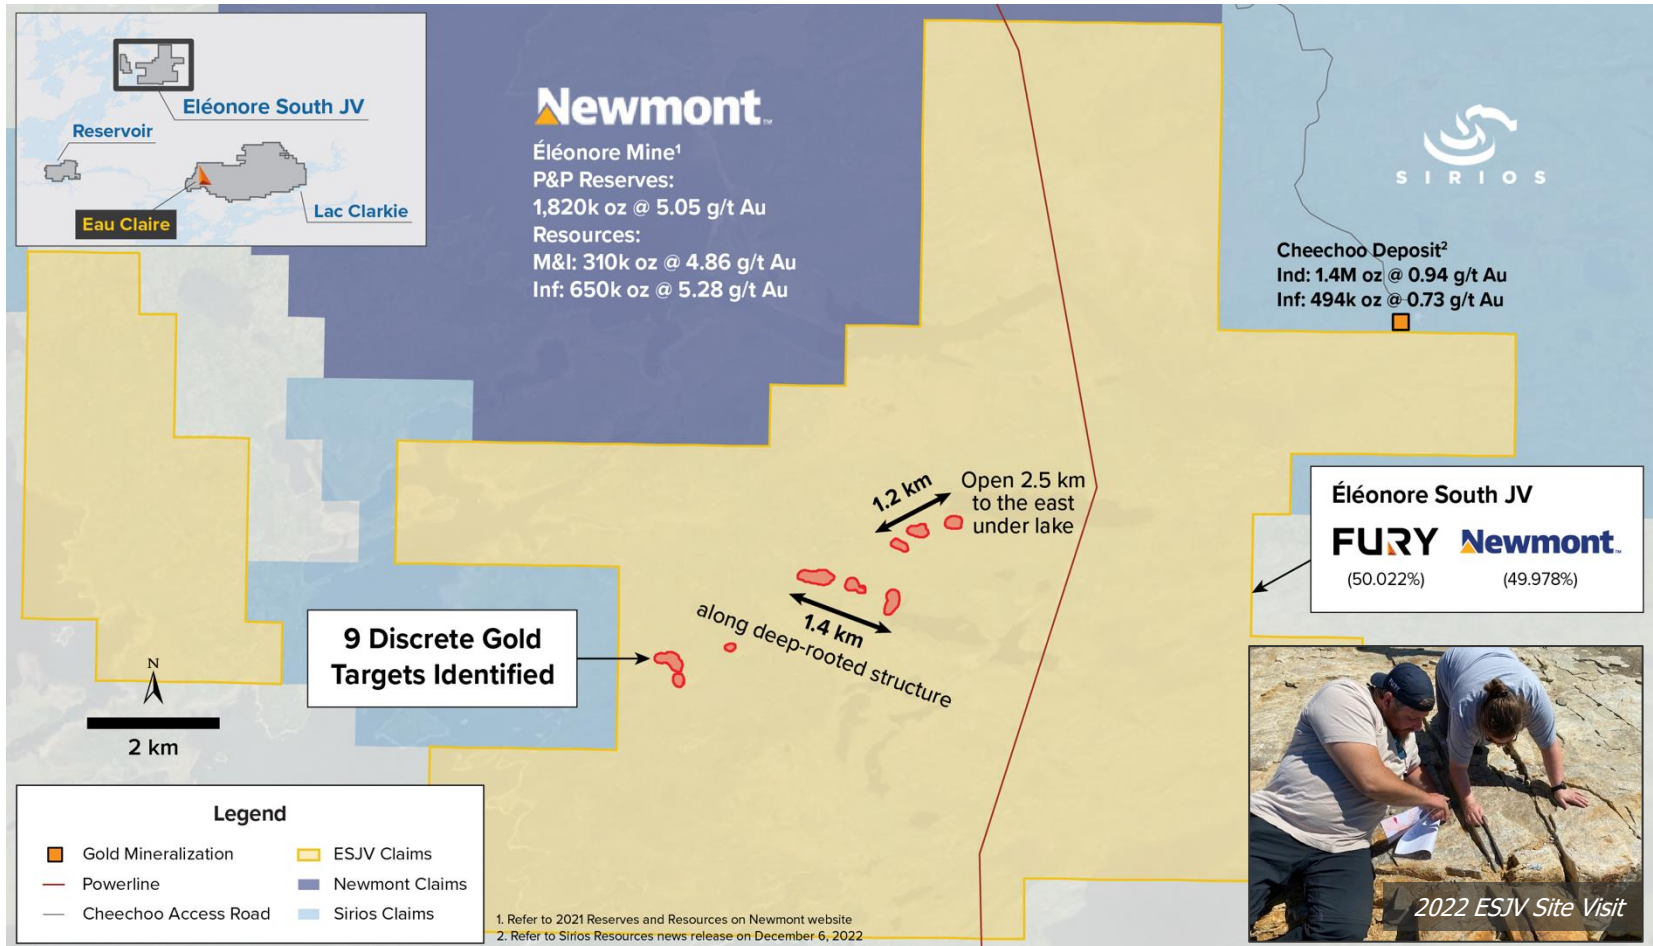 Eléonore South JV
Reservoir
Eau Claire
Lac Clarkie
Newmont™
Éléonore Mine¹
P&P Reserves:
1,820k oz @ 5.05 g/t Au
Resources:
M&I: 310k oz @ 4.86 g/t Au
Inf: 650k oz @ 5.28 g/t Au
SIRIOS
Cheechoo Deposit²
Ind: 1.4M oz @ 0.94 g/t Au
Inf: 494k oz @ 0.73 g/t Au
1.2 km
Open 2.5 km
to the east
under lake
1.4 km
along deep-rooted structure
9 Discrete Gold
Targets Identified
Éléonore South JV
FURY
(50.022%)
Newmont™
(49.978%)
N
2 km
Legend
Gold Mineralization
Powerline
Cheechoo Access Road
ESJV Claims
Newmont Claims
Sirios Claims
1. Refer to 2021 Reserves and Resources on Newmont website
2. Refer to Sirios Resources news release on December 6, 2022
2022 ESJV Site Visit